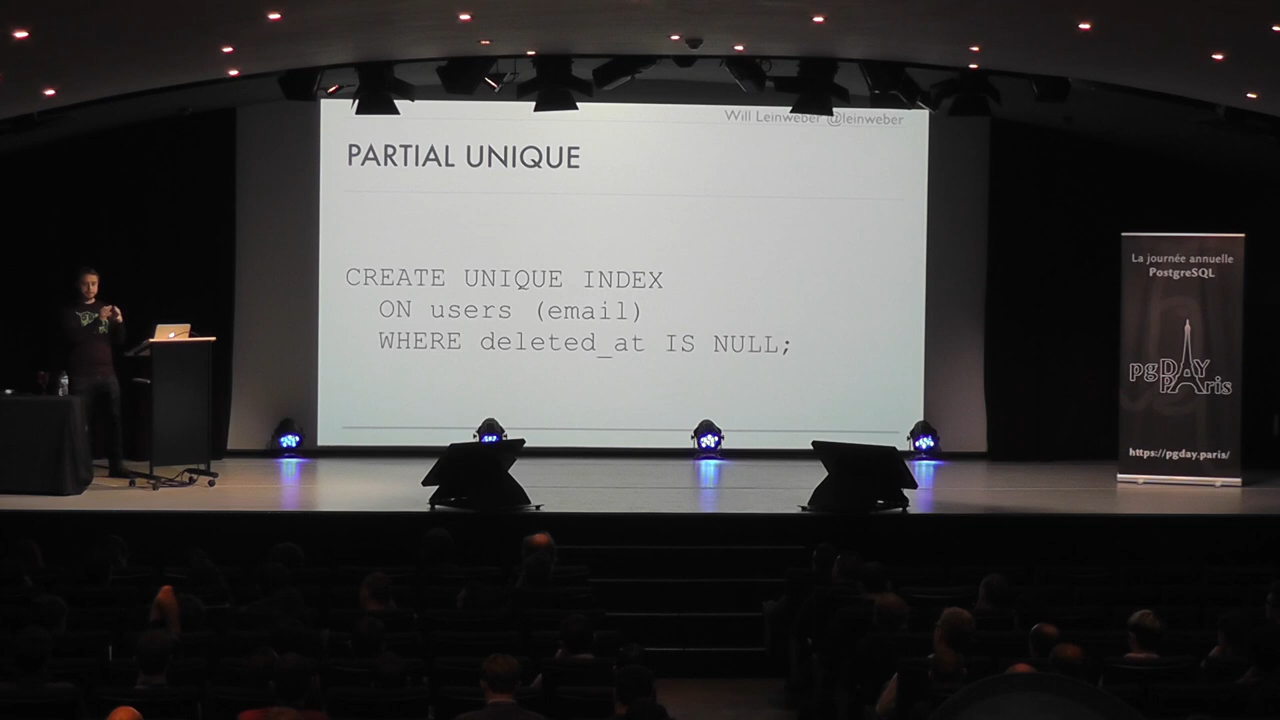 Will Leinweber @leinweber
PARTIAL UNIQUE
CREATE UNIQUE INDEX
ON users (email)
WHERE deleted_at IS NULL;
La journée annuelle
PostgreSQL
pgDAY
PAris
https://pgday.paris/